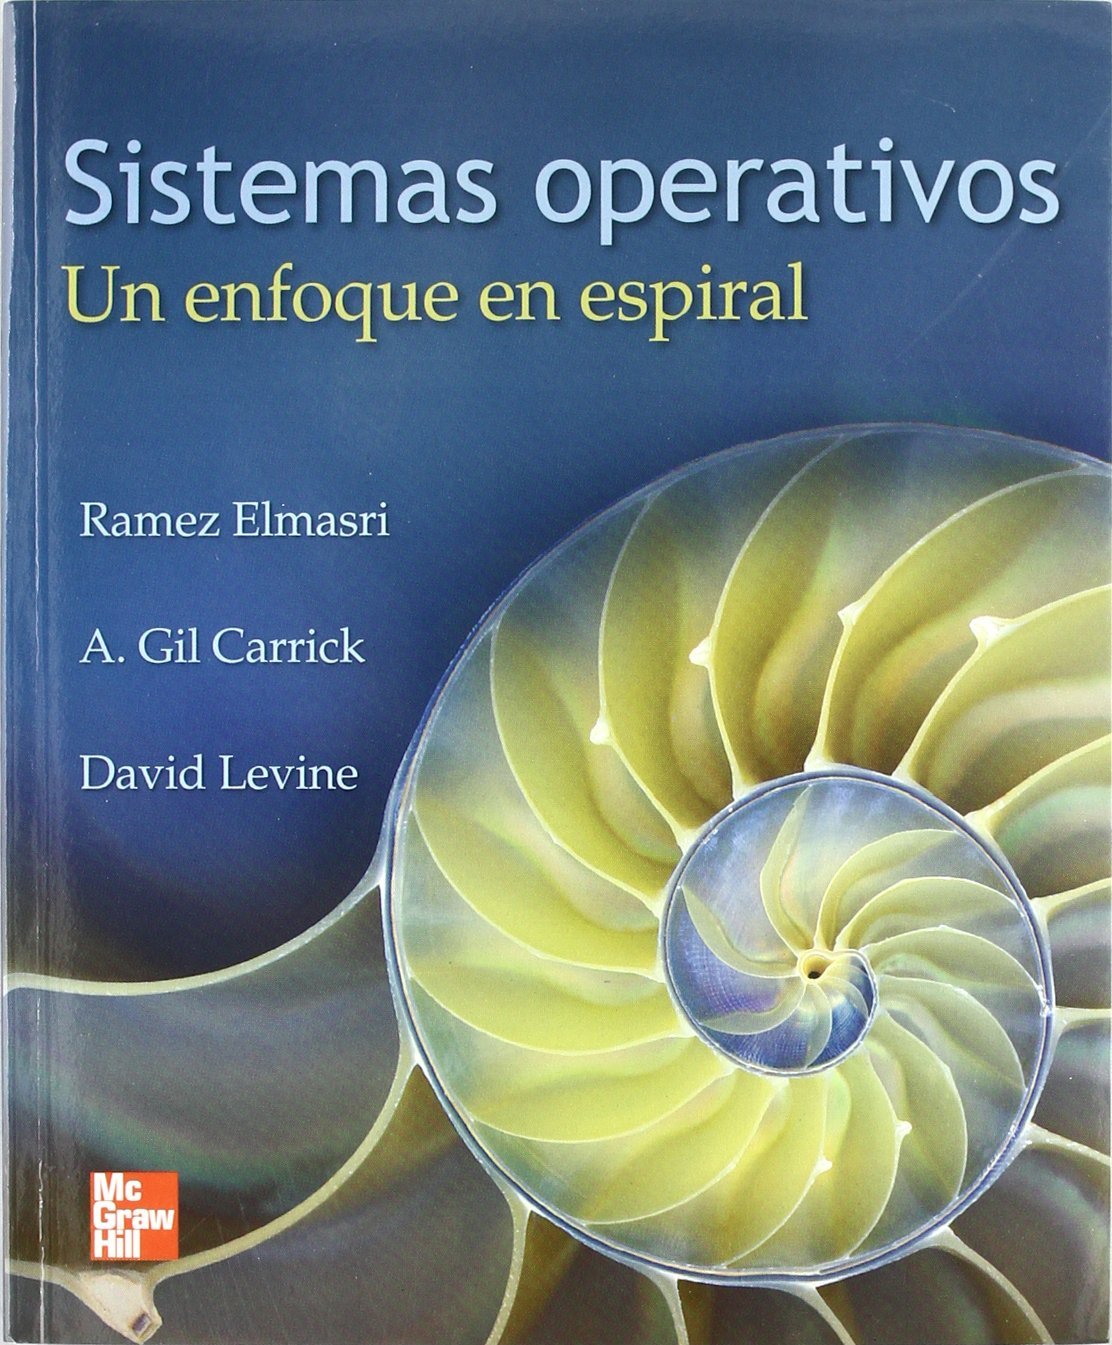 Sistemas operativos
Un enfoque en espiral
Ramez Elmasri
A. Gil Carrick
David Levine
Mc
Graw
Hill